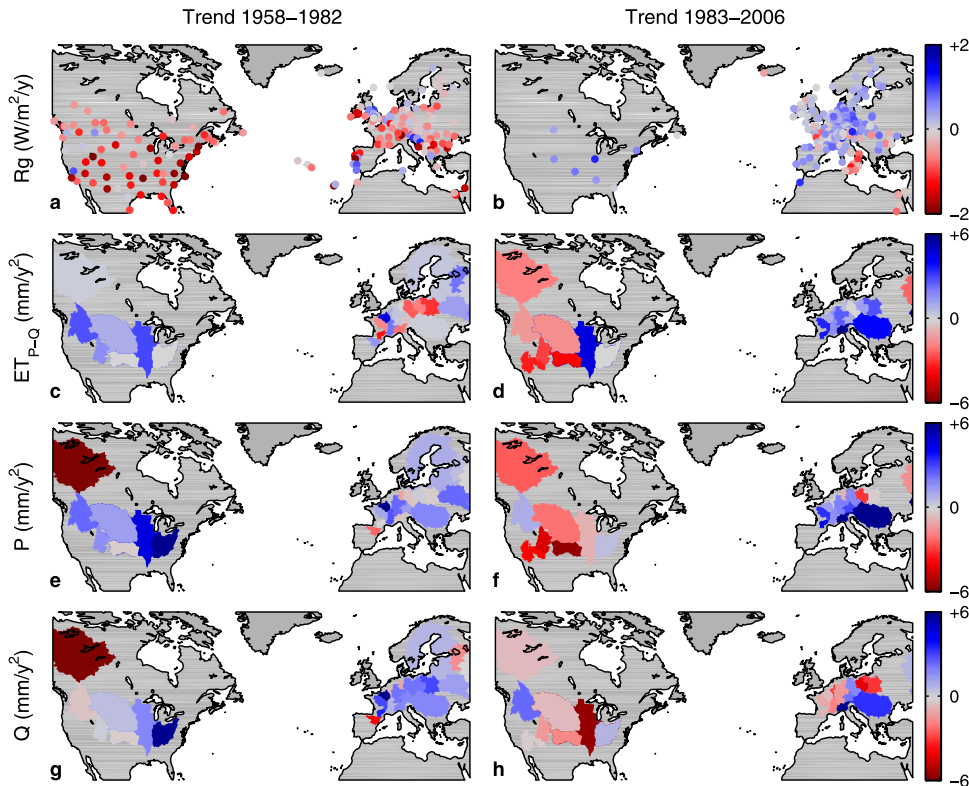 Trend 1958−1982
Trend 1983−2006
Rg (W/m²/y)
a
b
+2
0
−2
ET_P−Q (mm/y²)
c
d
+6
0
−6
P (mm/y²)
e
f
+6
0
−6
Q (mm/y²)
g
h
+6
0
−6